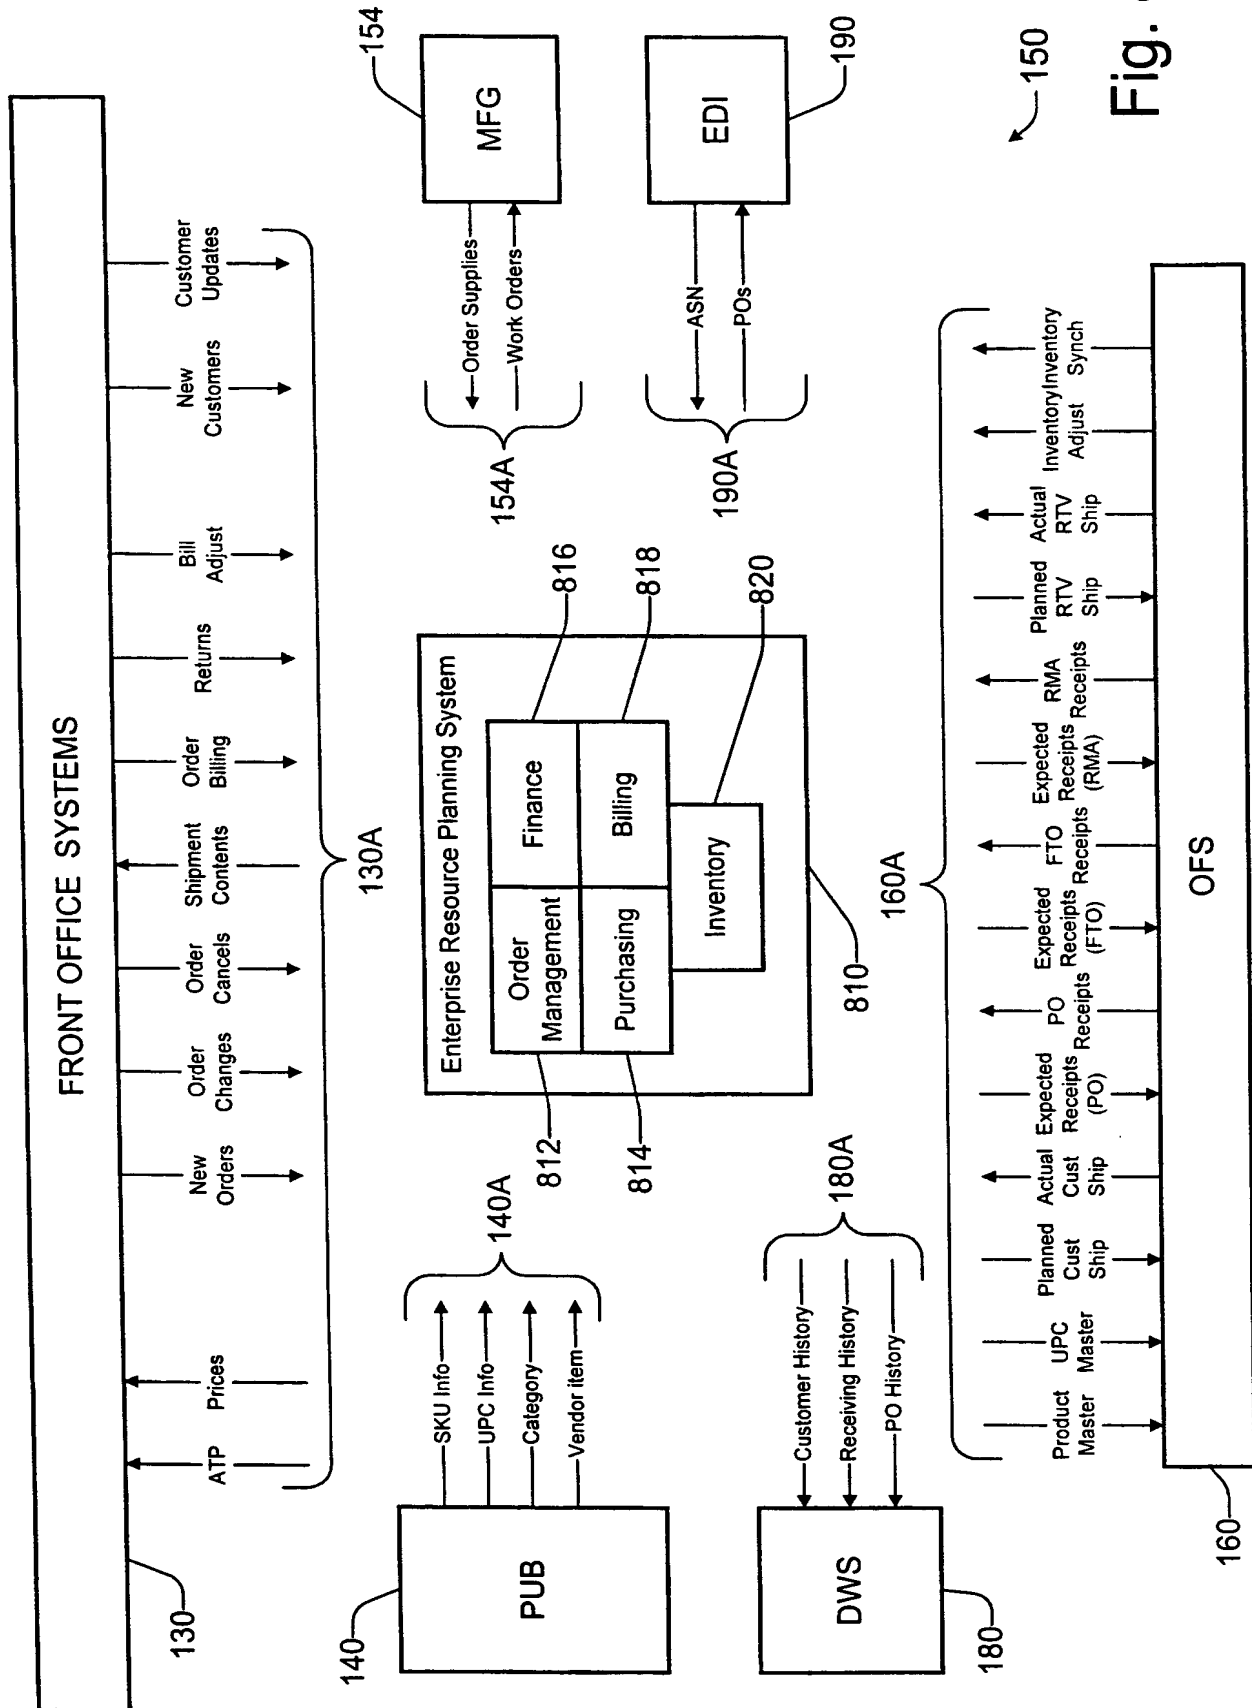 FRONT OFFICE SYSTEMS
130
ATP
Prices
New
Orders
Order
Changes
Order
Cancels
Shipment
Contents
Order
Billing
Returns
Bill
Adjust
New
Customers
Customer
Updates
130A
140
PUB
SKU Info
UPC Info
Category
Vendor item
140A
Enterprise Resource Planning System
812
Order
Management
Finance
816
814
Purchasing
Billing
818
Inventory
820
810
154
MFG
Order Supplies
Work Orders
154A
190
EDI
ASN
POs
190A
180
DWS
Customer History
Receiving History
PO History
180A
160A
Product
Master
UPC
Master
Planned
Cust
Ship
Actual
Cust
Ship
Expected
Receipts
(PO)
PO
Receipts
Expected
Receipts
(FTO)
FTO
Receipts
Expected
Receipts
(RMA)
RMA
Receipts
Planned
RTV
Ship
Actual
RTV
Ship
Inventory
Adjust
Inventory
Synch
160
OFS
150
Fig.